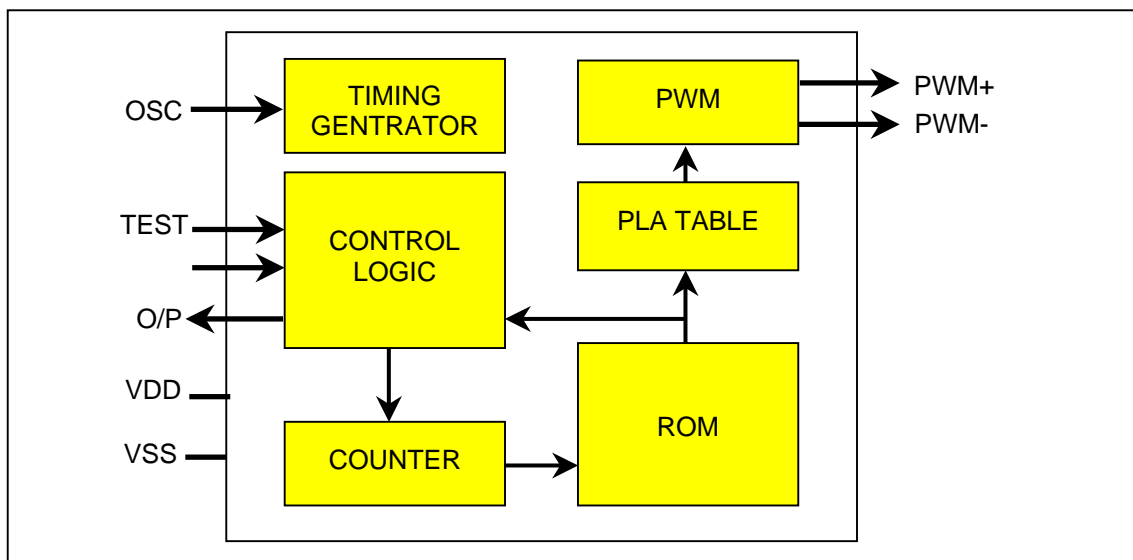 OSC
TIMING
GENTRATOR
PWM
PWM+
PWM-
TEST
CONTROL
LOGIC
PLA TABLE
O/P
VDD
VSS
COUNTER
ROM